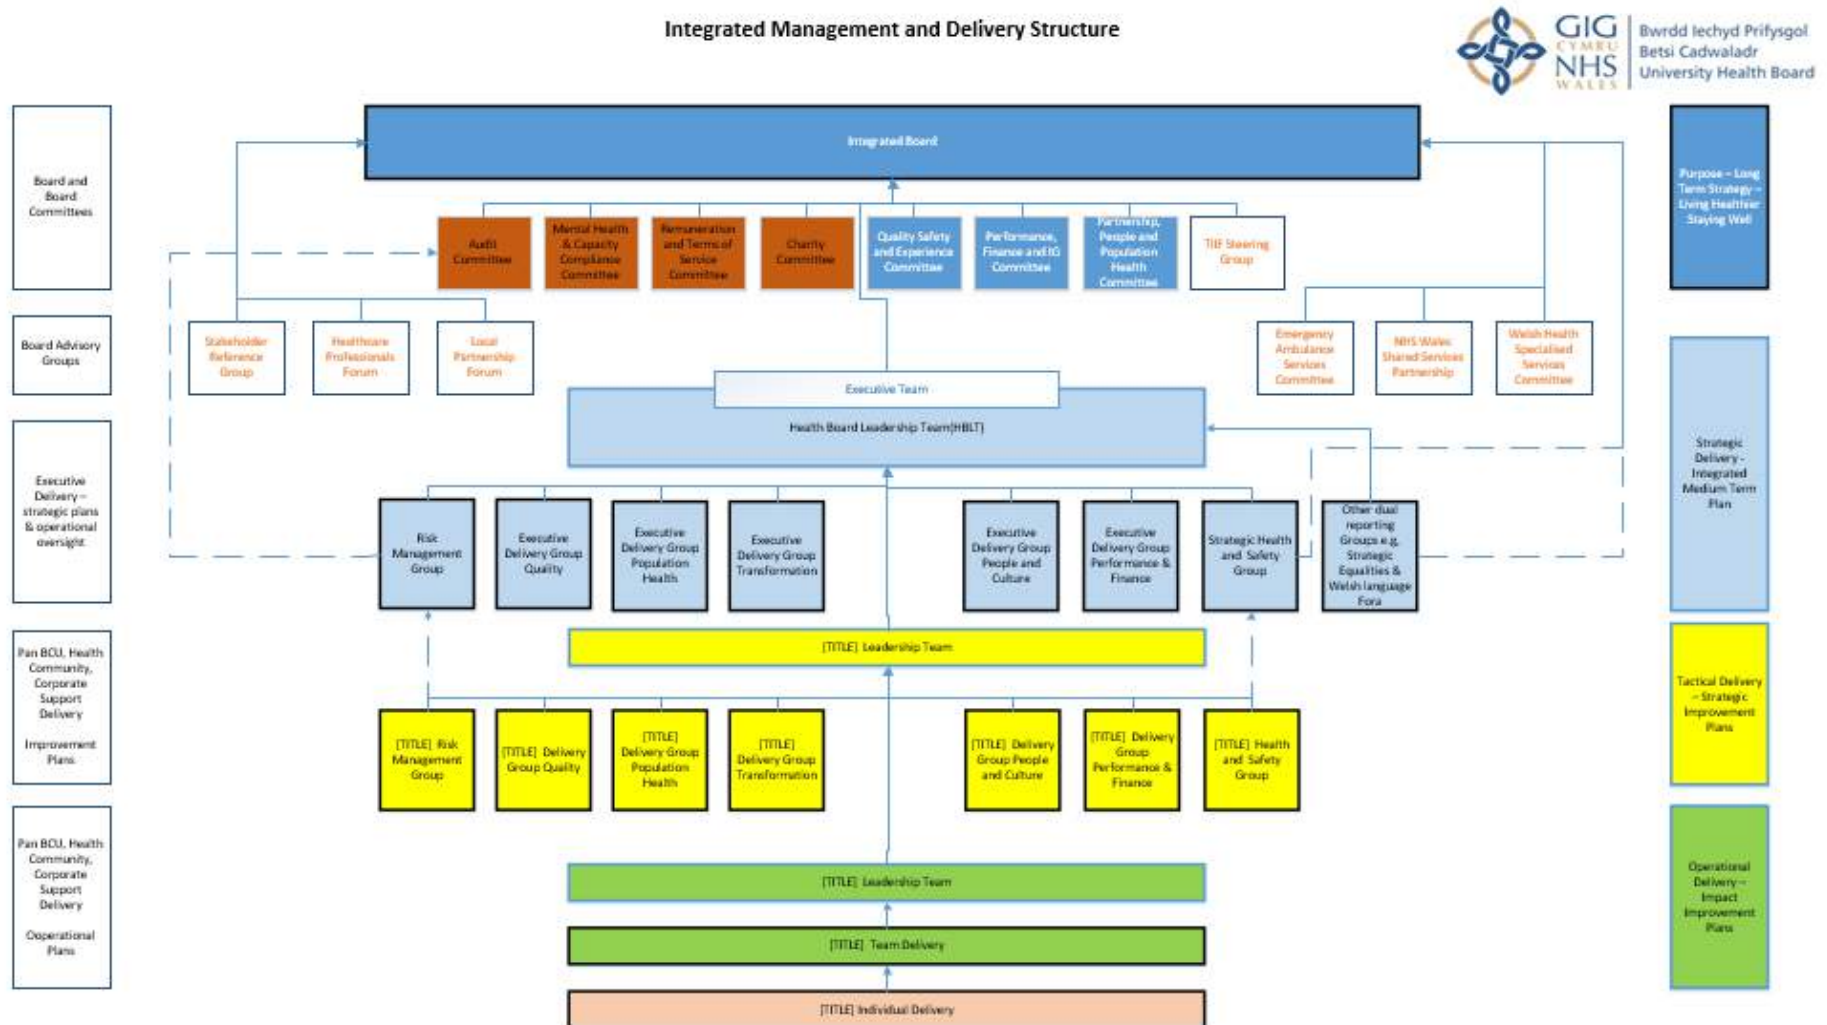 Integrated Management and Delivery Structure
GIG
CYMRU
NHS
WALES
Bwrdd Iechyd Prifysgol
Betsi Cadwaladr
University Health Board
Board and
Board
Committees
Integrated Board
Purpose – Long
Term Strategy –
Living Healthier
Staying Well
Audit
Committee
Mental Health
& Capacity
Compliance
Committee
Remuneration
and Terms of
Service
Committee
Charity
Committee
Quality Safety
and Experience
Committee
Performance,
Finance and IG
Committee
Partnership,
People and
Population
Health
Committee
Steering
Group
Board Advisory
Groups
Stakeholder
Reference
Group
Healthcare
Professionals
Forum
Local
Partnership
Forum
Emergency
Ambulance
Services
Committee
NHS Wales
Shared Services
Partnership
Welsh Health
Specialised
Services
Committee
Executive Team
Health Board Leadership Team(HBLT)
Executive
Delivery –
strategic plans
& operational
oversight
Strategic
Delivery -
Integrated
Medium Term
Plan
Risk
Management
Group
Executive
Delivery Group
Quality
Executive
Delivery Group
Population
Health
Executive
Delivery Group
Transformation
Executive
Delivery Group
People and
Culture
Executive
Delivery Group
Performance &
Finance
Strategic Health
and Safety
Group
Other dual
reporting
Groups e.g.
Strategic
Equalities &
Welsh language
Fora
Pan BCU, Health
Community,
Corporate
Support
Delivery
Improvement
Plans
[TITLE] Leadership Team
Tactical Delivery
– Strategic
Improvement
Plans
[TITLE] Risk
Management
Group
[TITLE] Delivery
Group Quality
[TITLE]
Delivery Group
Population
Health
[TITLE]
Delivery Group
Transformation
[TITLE] Delivery
Group People
and Culture
[TITLE] Delivery
Group
Performance &
Finance
[TITLE] Health
and Safety
Group
Pan BCU, Health
Community,
Corporate
Support
Delivery
Ooperational
Plans
[TITLE] Leadership Team
[TITLE] Team Delivery
[TITLE] Individual Delivery
Operational
Delivery –
Impact
Improvement
Plans